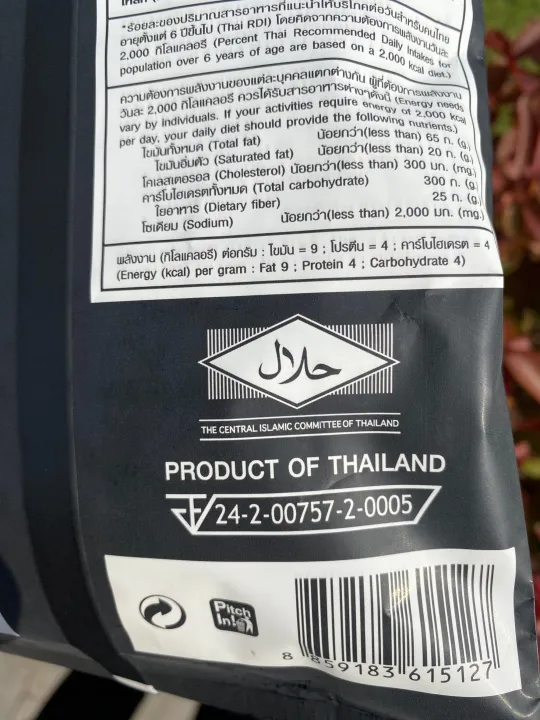 *ร้อยละของปริมาณสารอาหารที่แนะนำให้บริโภคต่อวันสำหรับคนไทย
อายุตั้งแต่ 6 ปีขึ้นไป (Thai RDI) โดยคิดจากความต้องการพลังงานวันละ
2,000 กิโลแคลอรี (Percent Thai Recommended Daily Intakes for
population over 6 years of age are based on a 2,000 kcal diet.)
ความต้องการพลังงานของแต่ละบุคคลแตกต่างกัน ผู้ที่ต้องการพลังงาน
วันละ 2,000 กิโลแคลอรี ควรได้รับสารอาหารต่างๆดังนี้ (Energy needs
vary by individuals. If your activities require energy of 2,000 kcal
per day, your daily diet should provide the following nutrients.)
ไขมันทั้งหมด (Total fat) น้อยกว่า(less than) 65 ก. (g.)
ไขมันอิ่มตัว (Saturated fat) น้อยกว่า(less than) 20 ก. (g.)
โคเลสเตอรอล (Cholesterol) น้อยกว่า(less than) 300 มก. (mg.)
คาร์โบไฮเดรตทั้งหมด (Total carbohydrate) 300 ก. (g.)
ใยอาหาร (Dietary fiber) 25 ก. (g.)
โซเดียม (Sodium) น้อยกว่า(less than) 2,000 มก. (mg.)
พลังงาน (กิโลแคลอรี) ต่อกรัม : ไขมัน = 9 ; โปรตีน = 4 ; คาร์โบไฮเดรต = 4
(Energy (kcal) per gram : Fat 9 ; Protein 4 ; Carbohydrate 4)
حلال
THE CENTRAL ISLAMIC COMMITTEE OF THAILAND
PRODUCT OF THAILAND
24-2-00757-2-0005
Pitch
In!
8 859183 615127